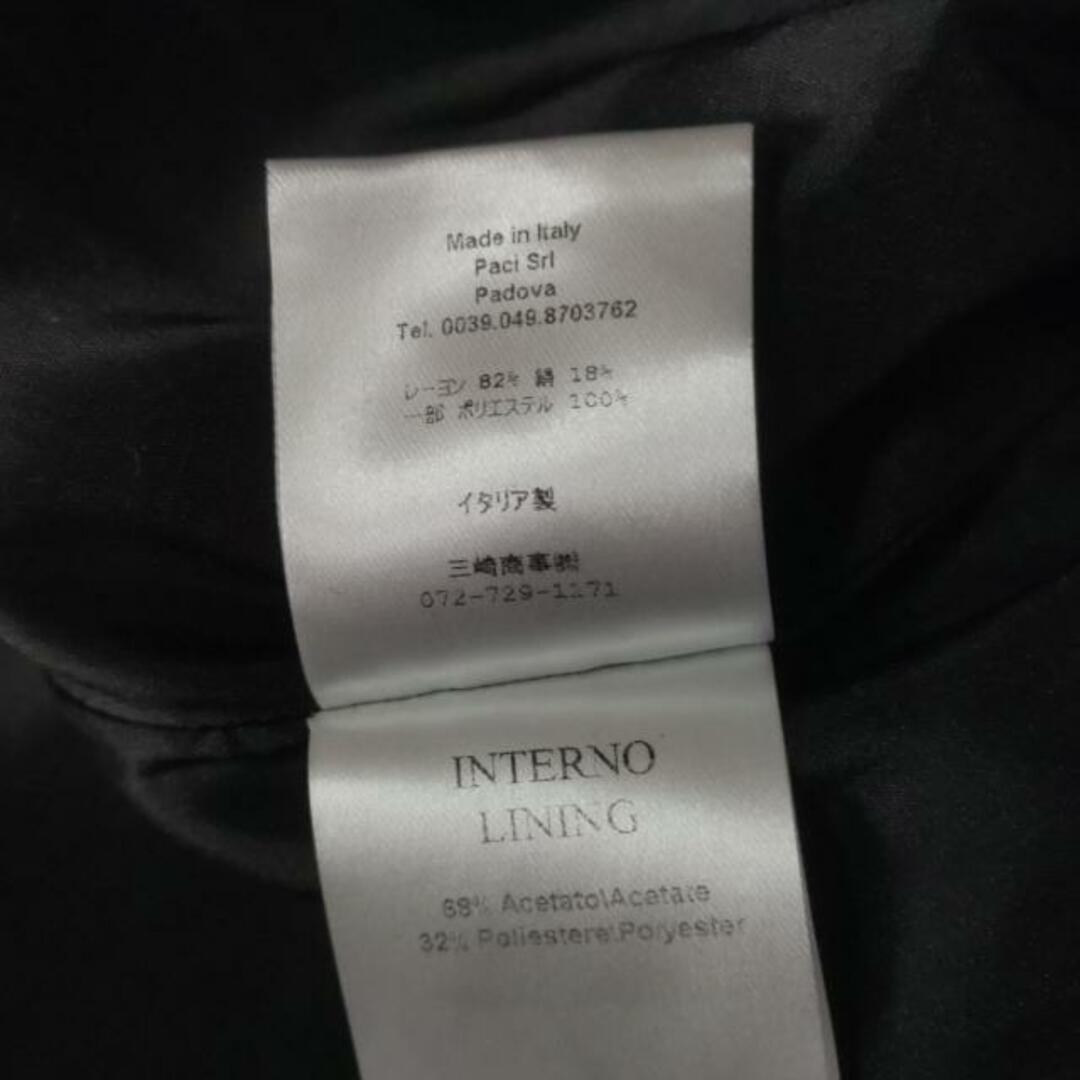 Made in Italy
Paci Srl
Padova
Tel. 0039.049.8703762
レーヨン 82% 絹 18%
一部 ポリエステル 100%
イタリア製
三崎商事㈱
072-729-1171
INTERNO
LINING
68% Acetato\Acetate
32% Poliestere\Polyester